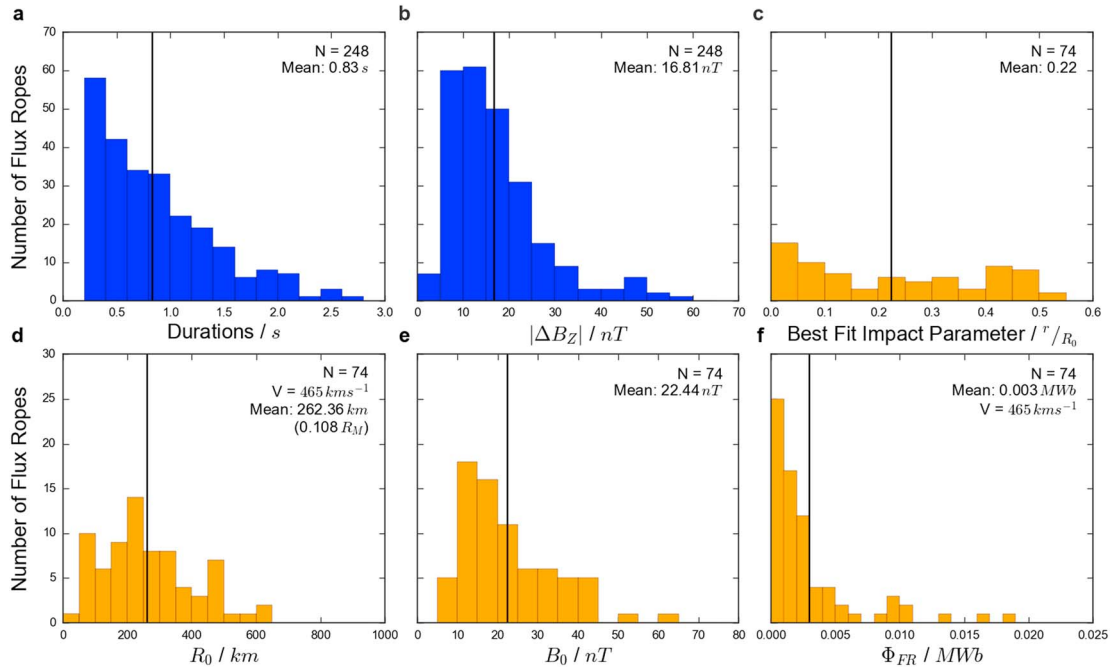 a
b
c
70
60
50
40
30
20
10
0
Number of Flux Ropes
N = 248
Mean: 0.83 s
0.0 0.5 1.0 1.5 2.0 2.5 3.0
Durations / s
N = 248
Mean: 16.81 nT
0 10 20 30 40 50 60 70
|ΔB_Z| / nT
N = 74
Mean: 0.22
0.0 0.1 0.2 0.3 0.4 0.5 0.6
Best Fit Impact Parameter / r/R_0
d
e
f
30
25
20
15
10
5
0
Number of Flux Ropes
N = 74
V = 465 kms⁻¹
Mean: 262.36 km
(0.108 R_M)
0 200 400 600 800 1000
R_0 / km
N = 74
Mean: 22.44 nT
0 10 20 30 40 50 60 70 80
B_0 / nT
N = 74
Mean: 0.003 MWb
V = 465 kms⁻¹
0.000 0.005 0.010 0.015 0.020 0.025
Φ_FR / MWb